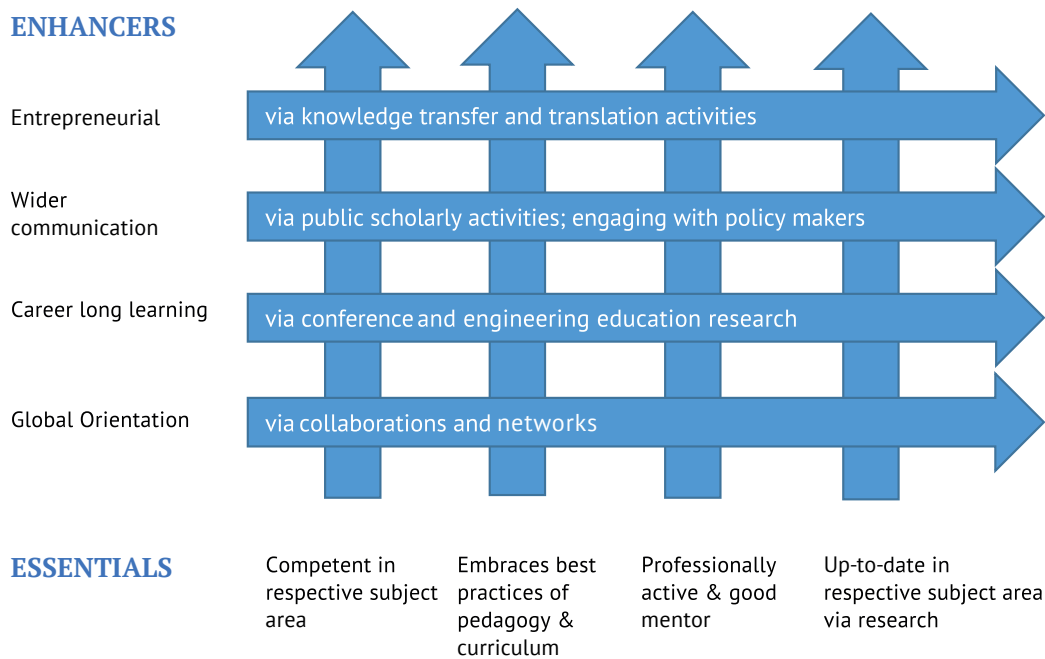 ENHANCERS
Entrepreneurial
via knowledge transfer and translation activities
Wider
communication
via public scholarly activities; engaging with policy makers
Career long learning
via conference and engineering education research
Global Orientation
via collaborations and networks
ESSENTIALS
Competent in
respective subject
area
Embraces best
practices of
pedagogy &
curriculum
Professionally
active & good
mentor
Up-to-date in
respective subject area
via research